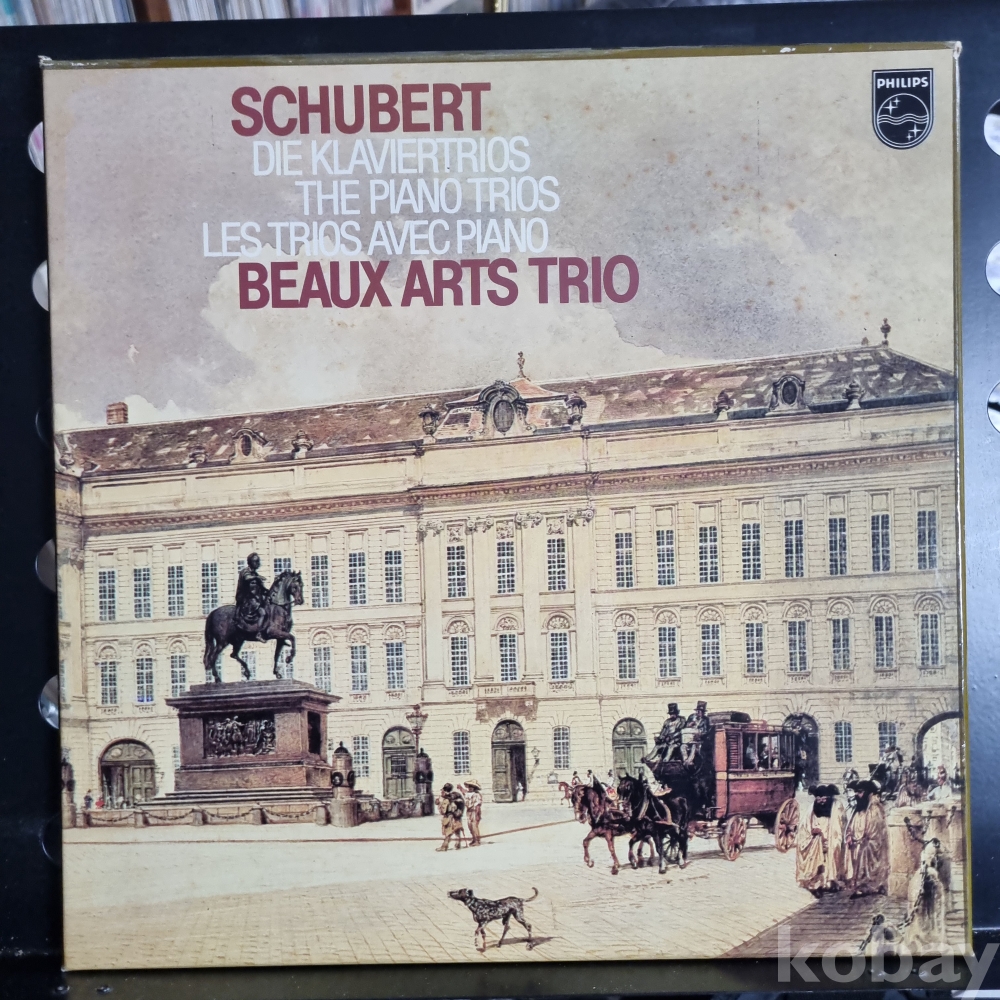 SCHUBERT
DIE KLAVIERTRIOS
THE PIANO TRIOS
LES TRIOS AVEC PIANO
BEAUX ARTS TRIO
PHILIPS
kobay